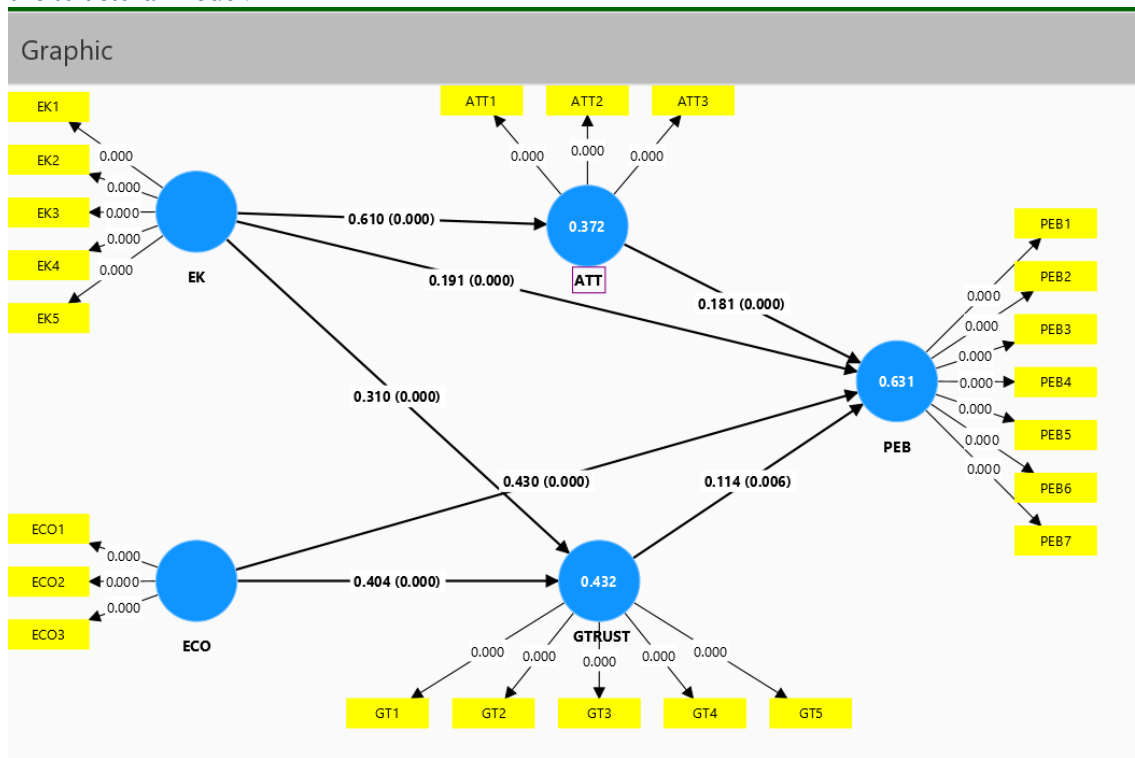 Graphic
EK1
EK2
EK3
EK4
EK5
0.000
0.000
0.000
0.000
0.000
EK
ATT1 ATT2 ATT3
0.000 0.000 0.000
0.372
ATT
0.610 (0.000)
0.191 (0.000)
0.181 (0.000)
0.310 (0.000)
0.430 (0.000)
0.114 (0.006)
0.404 (0.000)
PEB1
PEB2
PEB3
PEB4
PEB5
PEB6
PEB7
0.000
0.000
0.000
0.000
0.000
0.000
0.000
0.631
PEB
ECO1
ECO2
ECO3
0.000
0.000
0.000
ECO
0.432
GTRUST
0.000 0.000 0.000 0.000 0.000
GT1 GT2 GT3 GT4 GT5